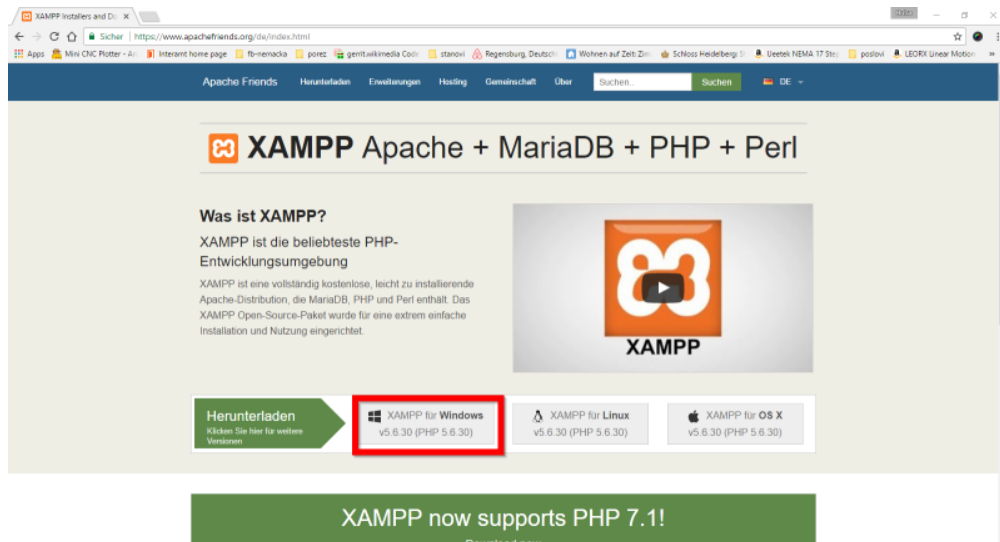 XAMPP Installers and Do
Sicher https://www.apachefriends.org/de/index.html
Apps Mini CNC Plotter - Ar Interamt home page fb-nemacka porez gerrit.wikimedia Code stanovi Regensburg, Deutschl Wohnen auf Zeit: Zim Schloss Heidelberg: S Ueetek NEMA 17 Step poslovi LEORX Linear Motion »
Apache Friends Herunterladen Erweiterungen Hosting Gemeinschaft Über Suchen... Suchen DE
XAMPP Apache + MariaDB + PHP + Perl
Was ist XAMPP?
XAMPP ist die beliebteste PHP-
Entwicklungsumgebung
XAMPP ist eine vollständig kostenlose, leicht zu installierende
Apache-Distribution, die MariaDB, PHP und Perl enthält. Das
XAMPP Open-Source-Paket wurde für eine extrem einfache
Installation und Nutzung eingerichtet.
XAMPP
Herunterladen
Klicken Sie hier für weitere
Versionen
XAMPP für Windows
v5.6.30 (PHP 5.6.30)
XAMPP für Linux
v5.6.30 (PHP 5.6.30)
XAMPP für OS X
v5.6.30 (PHP 5.6.30)
XAMPP now supports PHP 7.1!
Download now